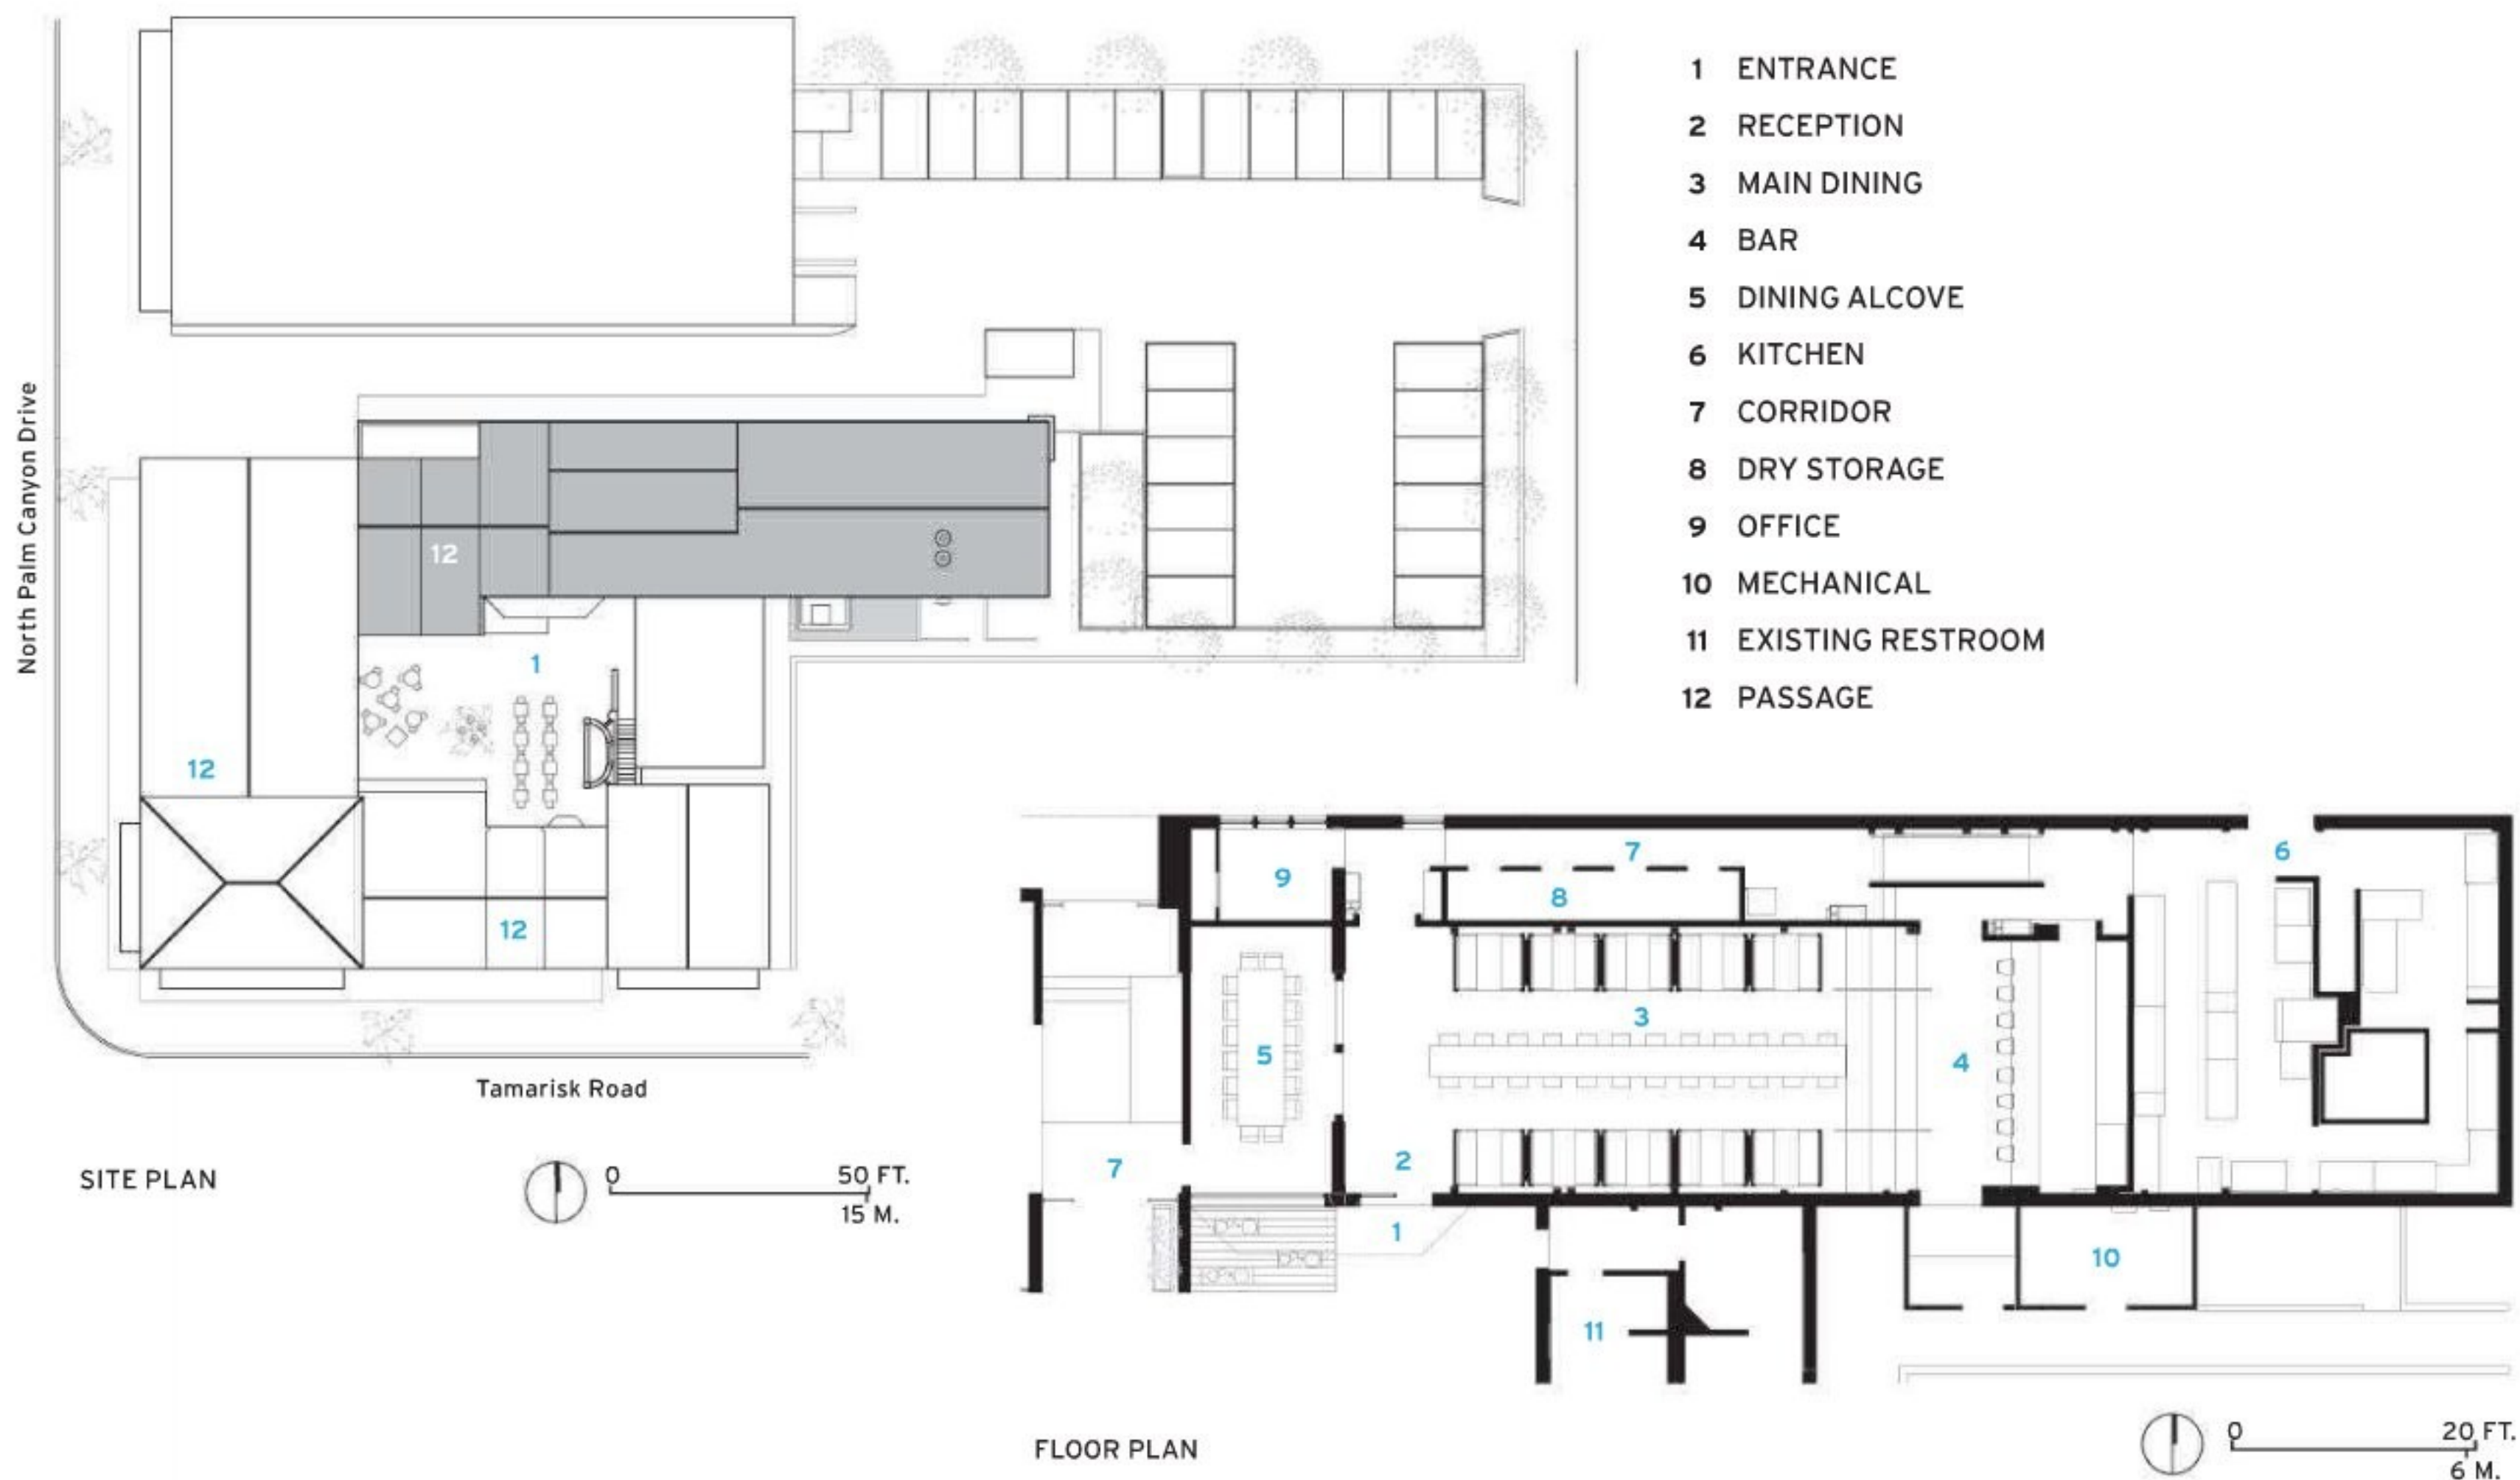 North Palm Canyon Drive
12
1
12
12
Tamarisk Road
SITE PLAN
0 50 FT.
15 M.
1 ENTRANCE
2 RECEPTION
3 MAIN DINING
4 BAR
5 DINING ALCOVE
6 KITCHEN
7 CORRIDOR
8 DRY STORAGE
9 OFFICE
10 MECHANICAL
11 EXISTING RESTROOM
12 PASSAGE
7
6
9
8
3
5
4
2
7
1
10
11
FLOOR PLAN
0 20 FT.
6 M.